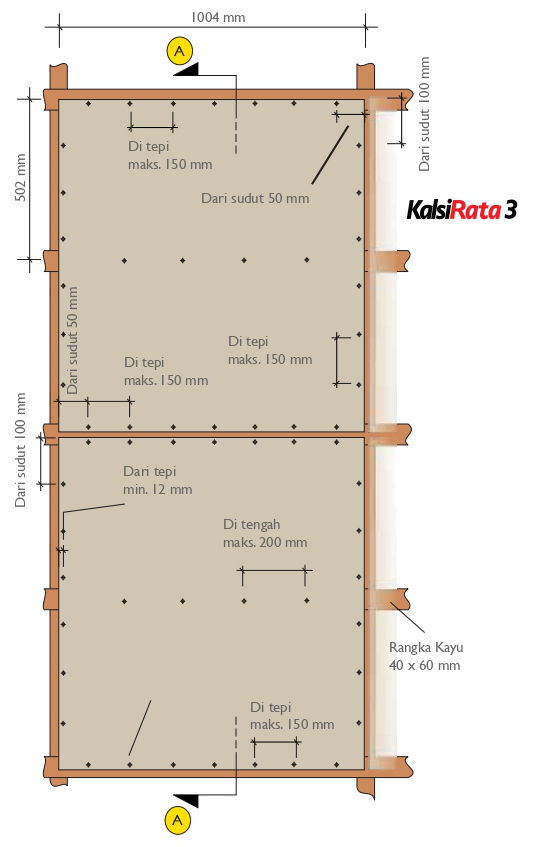 1004 mm
A
Dari sudut 100 mm
Di tepi
maks. 150 mm
502 mm
Dari sudut 50 mm
KalsiRata 3
Dari sudut 50 mm
Di tepi
maks. 150 mm
Di tepi
maks. 150 mm
Dari sudut 100 mm
Dari tepi
min. 12 mm
Di tengah
maks. 200 mm
Rangka Kayu
40 x 60 mm
Di tepi
maks. 150 mm
A